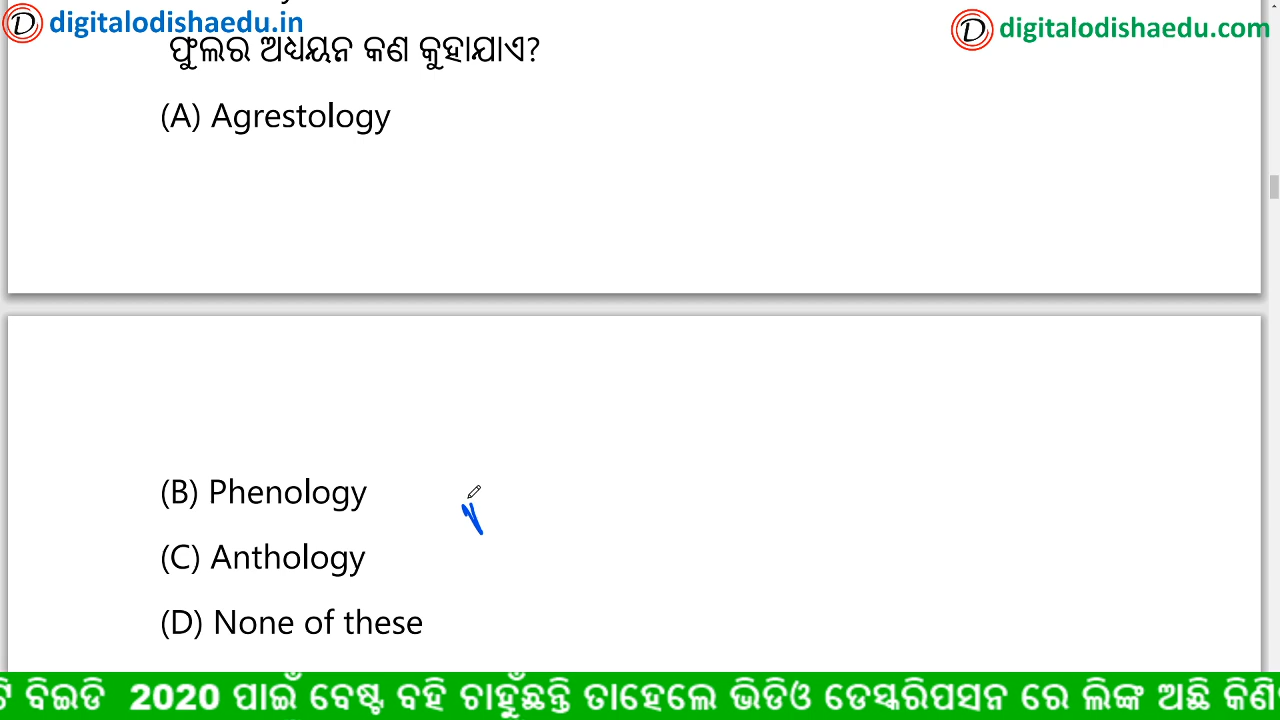 digitalodishaedu.in
digitalodishaedu.com
ଫୁଲର ଅଧ୍ୟୟନ କଣ କୁହାଯାଏ?
(A) Agrestology
(B) Phenology
(C) Anthology
(D) None of these
ଟି ବିଇଡି 2020 ପାଇଁ ବେଷ୍ଟ ବହି ଚାହୁଁଛନ୍ତି ତାହେଲେ ଭିଡିଓ ଡେସ୍କରିପସନ ରେ ଲିଙ୍କ ଅଛି କିଣି